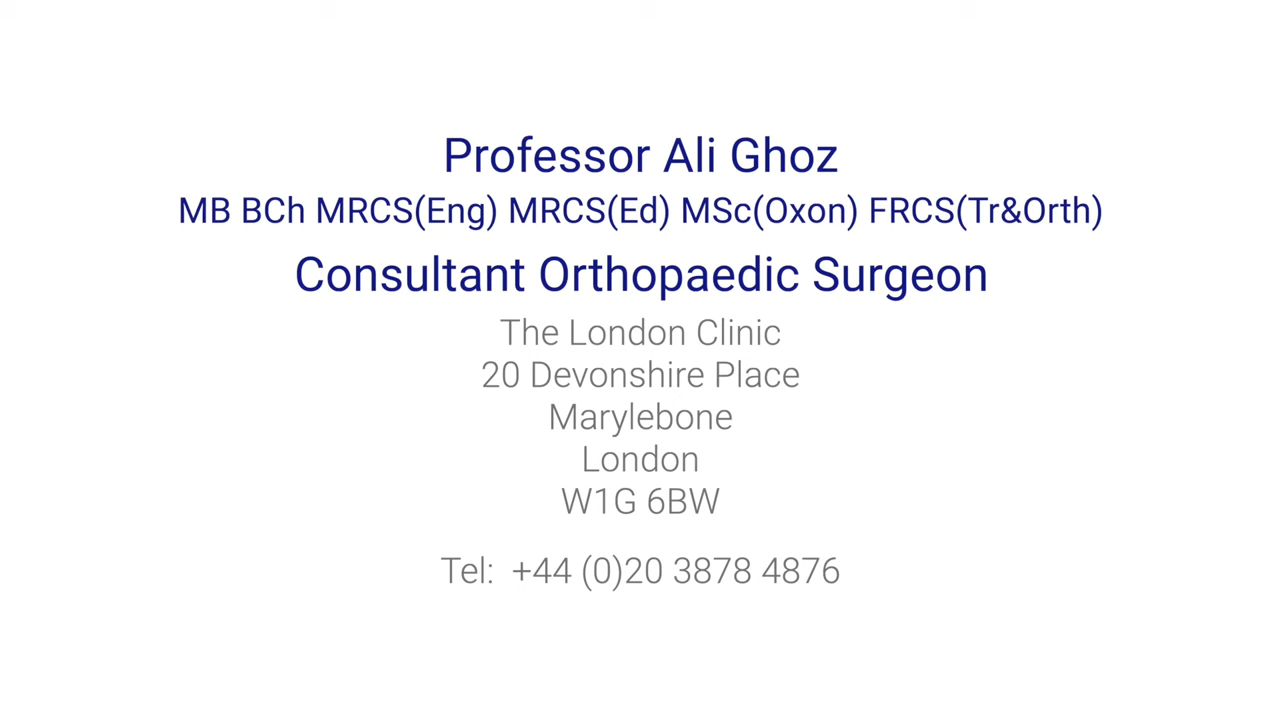 Professor Ali Ghoz
MB BCh MRCS(Eng) MRCS(Ed) MSc(Oxon) FRCS(Tr&Orth)
Consultant Orthopaedic Surgeon
The London Clinic
20 Devonshire Place
Marylebone
London
W1G 6BW
Tel:  +44 (0)20 3878 4876